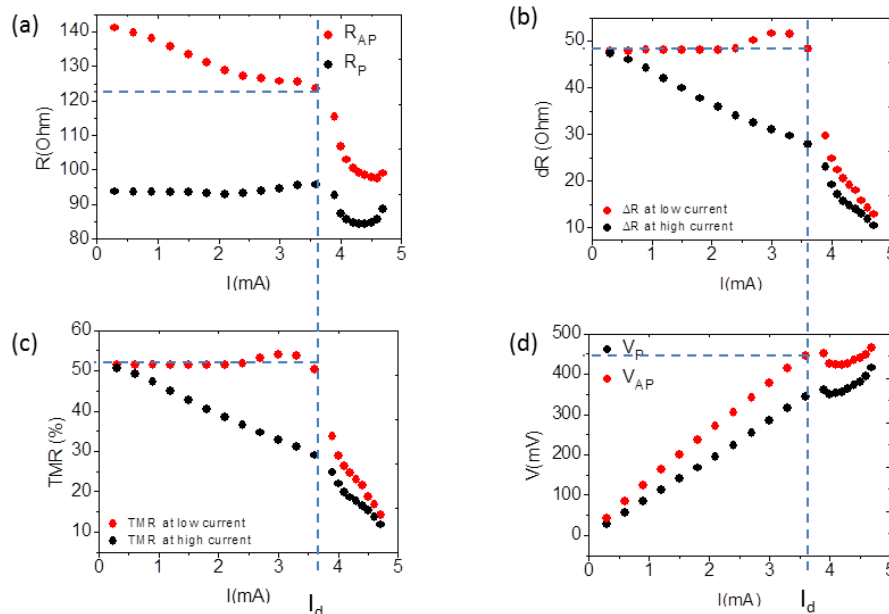 (a)
R_AP
R_P
R(Ohm)
140
130
120
110
100
90
80
0
1
2
3
4
5
I(mA)
(b)
dR (Ohm)
50
40
30
20
10
ΔR at low current
ΔR at high current
0
1
2
3
4
5
I(mA)
(c)
TMR (%)
60
50
40
30
20
10
TMR at low current
TMR at high current
0
1
2
3
4
5
I(mA)
I_d
(d)
V_P
V_AP
V(mV)
500
400
300
200
100
0
0
1
2
3
4
5
I(mA)
I_d